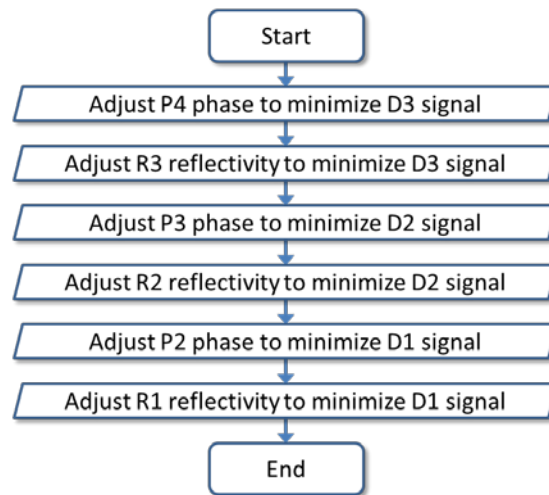 Start
Adjust P4 phase to minimize D3 signal
Adjust R3 reflectivity to minimize D3 signal
Adjust P3 phase to minimize D2 signal
Adjust R2 reflectivity to minimize D2 signal
Adjust P2 phase to minimize D1 signal
Adjust R1 reflectivity to minimize D1 signal
End